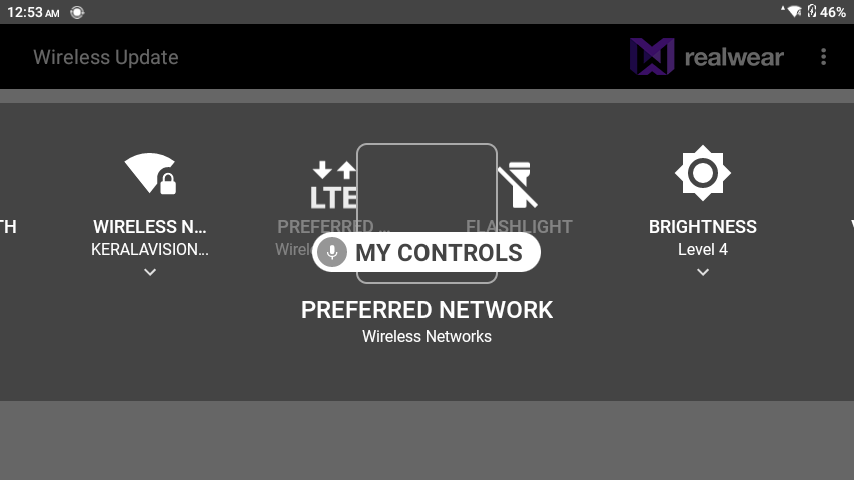 12:53 AM
46%
Wireless Update
realwear
TH
WIRELESS N...
KERALAVISION...
LTE
PREFERRED ...
Wirel
FLASHLIGHT
BRIGHTNESS
Level 4
MY CONTROLS
PREFERRED NETWORK
Wireless Networks